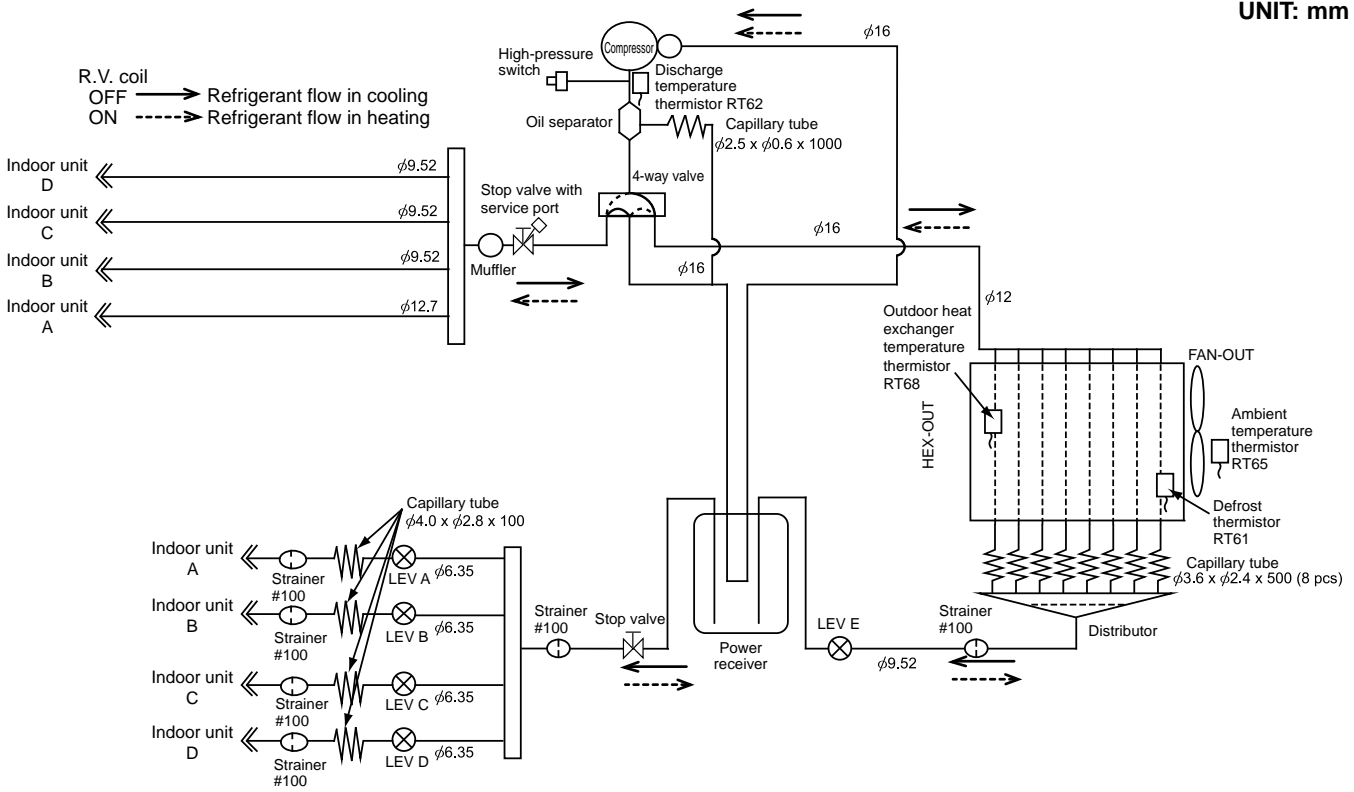 UNIT: mm
R.V. coil
OFF Refrigerant flow in cooling
ON Refrigerant flow in heating
Compressor
ϕ16
High-pressure
switch
Discharge
temperature
thermistor RT62
Oil separator
Capillary tube
ϕ2.5 x ϕ0.6 x 1000
4-way valve
Stop valve with
service port
Muffler
ϕ16
ϕ16
ϕ12
Indoor unit
D
ϕ9.52
Indoor unit
C
ϕ9.52
Indoor unit
B
ϕ9.52
Indoor unit
A
ϕ12.7
Outdoor heat
exchanger
temperature
thermistor
RT68
HEX-OUT
FAN-OUT
Ambient
temperature
thermistor
RT65
Defrost
thermistor
RT61
Capillary tube
ϕ3.6 x ϕ2.4 x 500 (8 pcs)
Distributor
Strainer
#100
LEV E
ϕ9.52
Power
receiver
Stop valve
Strainer
#100
Capillary tube
ϕ4.0 x ϕ2.8 x 100
Indoor unit
A
Strainer
#100
LEV A
ϕ6.35
Indoor unit
B
Strainer
#100
LEV B
ϕ6.35
Indoor unit
C
Strainer
#100
LEV C
ϕ6.35
Indoor unit
D
Strainer
#100
LEV D
ϕ6.35